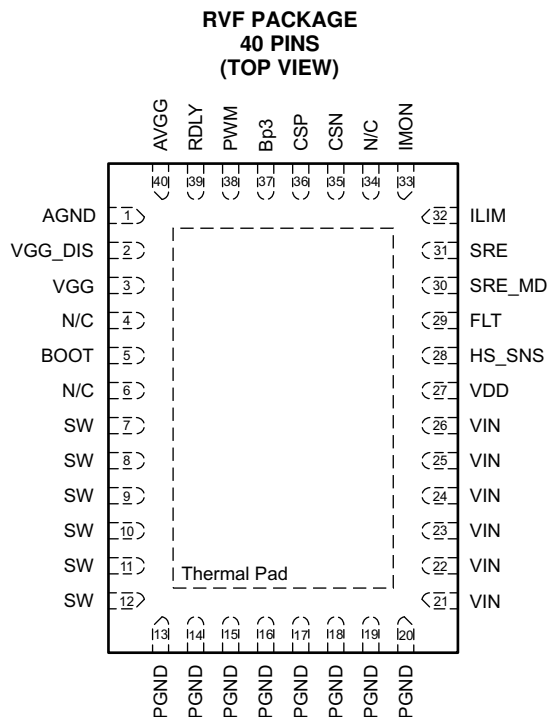 RVF PACKAGE
40 PINS
(TOP VIEW)
AVGG
RDLY
PWM
Bp3
CSP
CSN
N/C
IMON
40 39 38 37 36 35 34 33
AGND 1 32 ILIM
VGG_DIS 2 31 SRE
VGG 3 30 SRE_MD
N/C 4 29 FLT
BOOT 5 28 HS_SNS
N/C 6 27 VDD
SW 7 26 VIN
SW 8 25 VIN
SW 9 24 VIN
SW 10 23 VIN
SW 11 22 VIN
Thermal Pad
SW 12 21 VIN
13 14 15 16 17 18 19 20
PGND
PGND
PGND
PGND
PGND
PGND
PGND
PGND